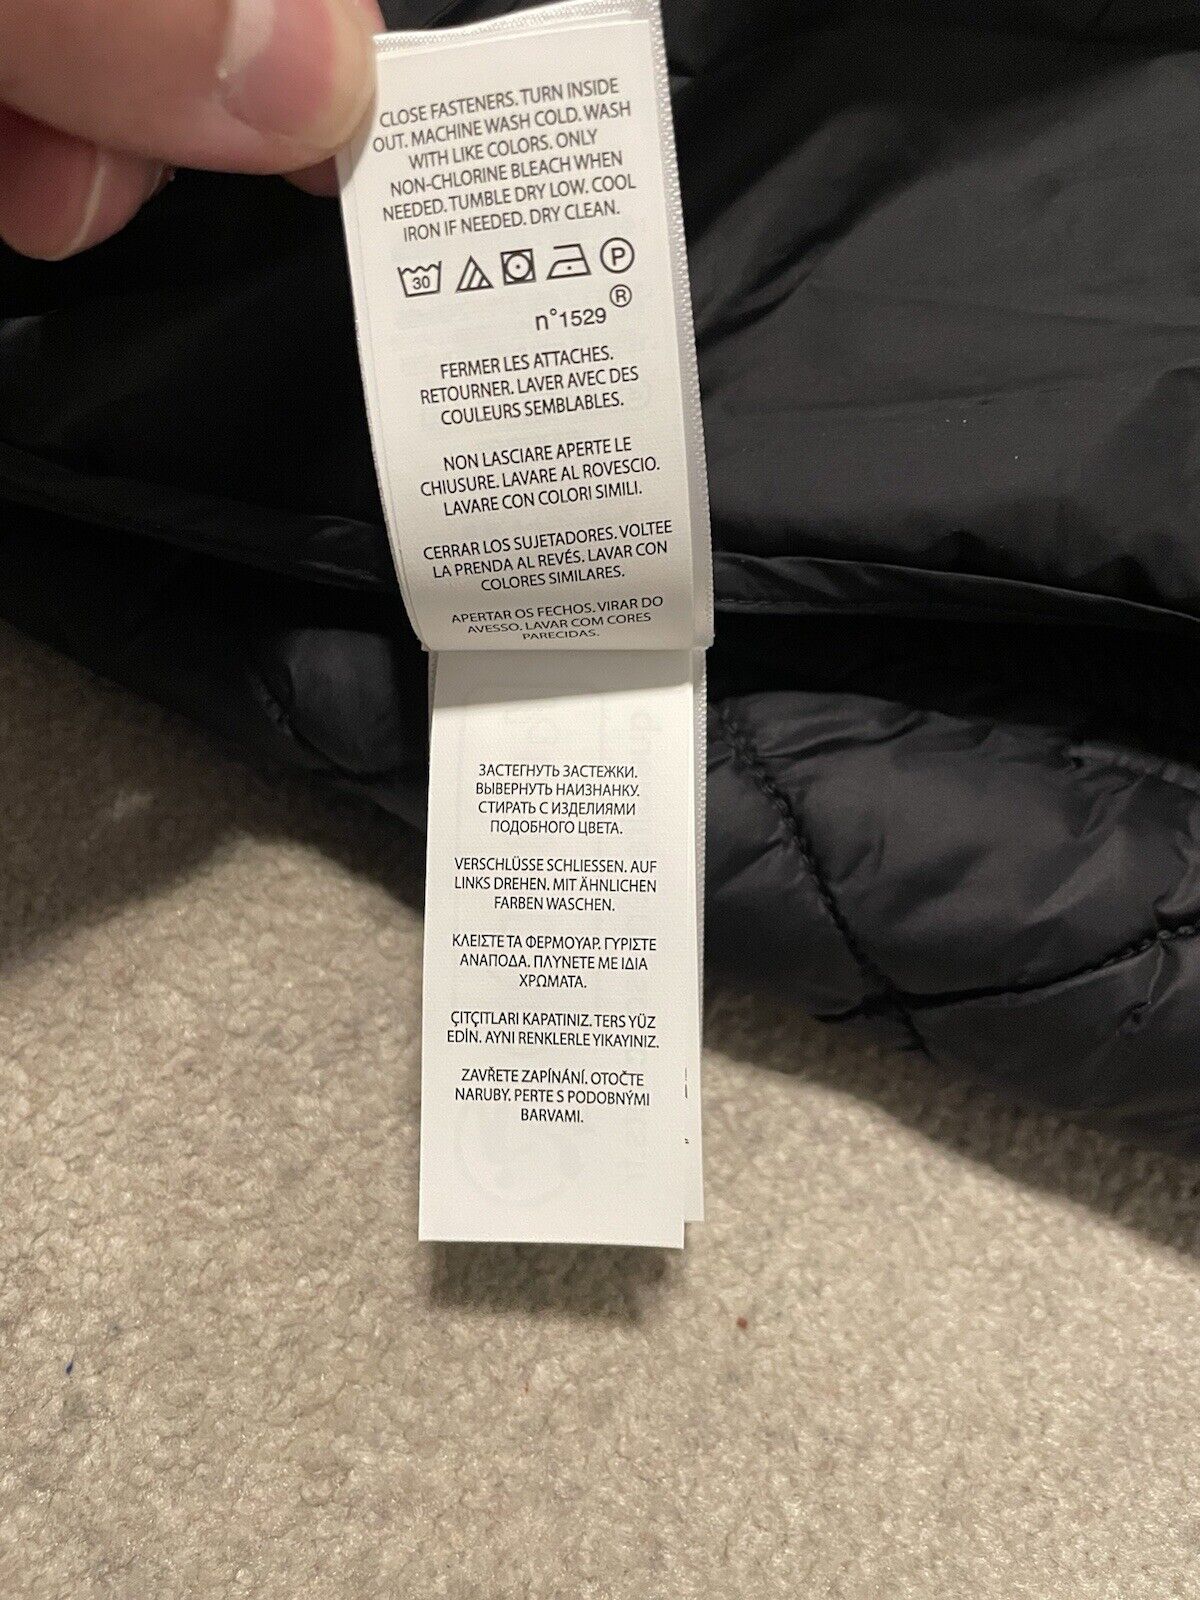 CLOSE FASTENERS. TURN INSIDE
OUT. MACHINE WASH COLD. WASH
WITH LIKE COLORS. ONLY
NON-CHLORINE BLEACH WHEN
NEEDED. TUMBLE DRY LOW. COOL
IRON IF NEEDED. DRY CLEAN.
30 P
n°1529 ®
FERMER LES ATTACHES.
RETOURNER. LAVER AVEC DES
COULEURS SEMBLABLES.
NON LASCIARE APERTE LE
CHIUSURE. LAVARE AL ROVESCIO.
LAVARE CON COLORI SIMILI.
CERRAR LOS SUJETADORES. VOLTEE
LA PRENDA AL REVÉS. LAVAR CON
COLORES SIMILARES.
APERTAR OS FECHOS. VIRAR DO
AVESSO. LAVAR COM CORES
PARECIDAS.
ЗАСТЕГНУТЬ ЗАСТЕЖКИ.
ВЫВЕРНУТЬ НАИЗНАНКУ.
СТИРАТЬ С ИЗДЕЛИЯМИ
ПОДОБНОГО ЦВЕТА.
VERSCHLÜSSE SCHLIESSEN. AUF
LINKS DREHEN. MIT ÄHNLICHEN
FARBEN WASCHEN.
ΚΛΕΙΣΤΕ ΤΑ ΦΕΡΜΟΥΑΡ. ΓΥΡΙΣΤΕ
ΑΝΑΠΟΔΑ. ΠΛΥΝΕΤΕ ΜΕ ΙΔΙΑ
ΧΡΩΜΑΤΑ.
ÇITÇITLARI KAPATINIZ. TERS YÜZ
EDİN. AYNI RENKLERLE YIKAYINIZ.
ZAVŘETE ZAPÍNÁNÍ. OTOČTE
NARUBY. PERTE S PODOBNÝMI
BARVAMI.